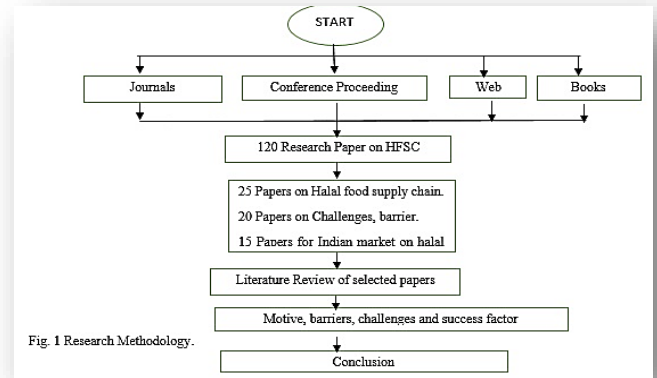 START
Journals
Conference Proceeding
Web
Books
120 Research Paper on HFSC
25 Papers on Halal food supply chain.
20 Papers on Challenges, barrier.
15 Papers for Indian market on halal
Literature Review of selected papers
Motive, barriers, challenges and success factor
Fig. 1 Research Methodology.
Conclusion